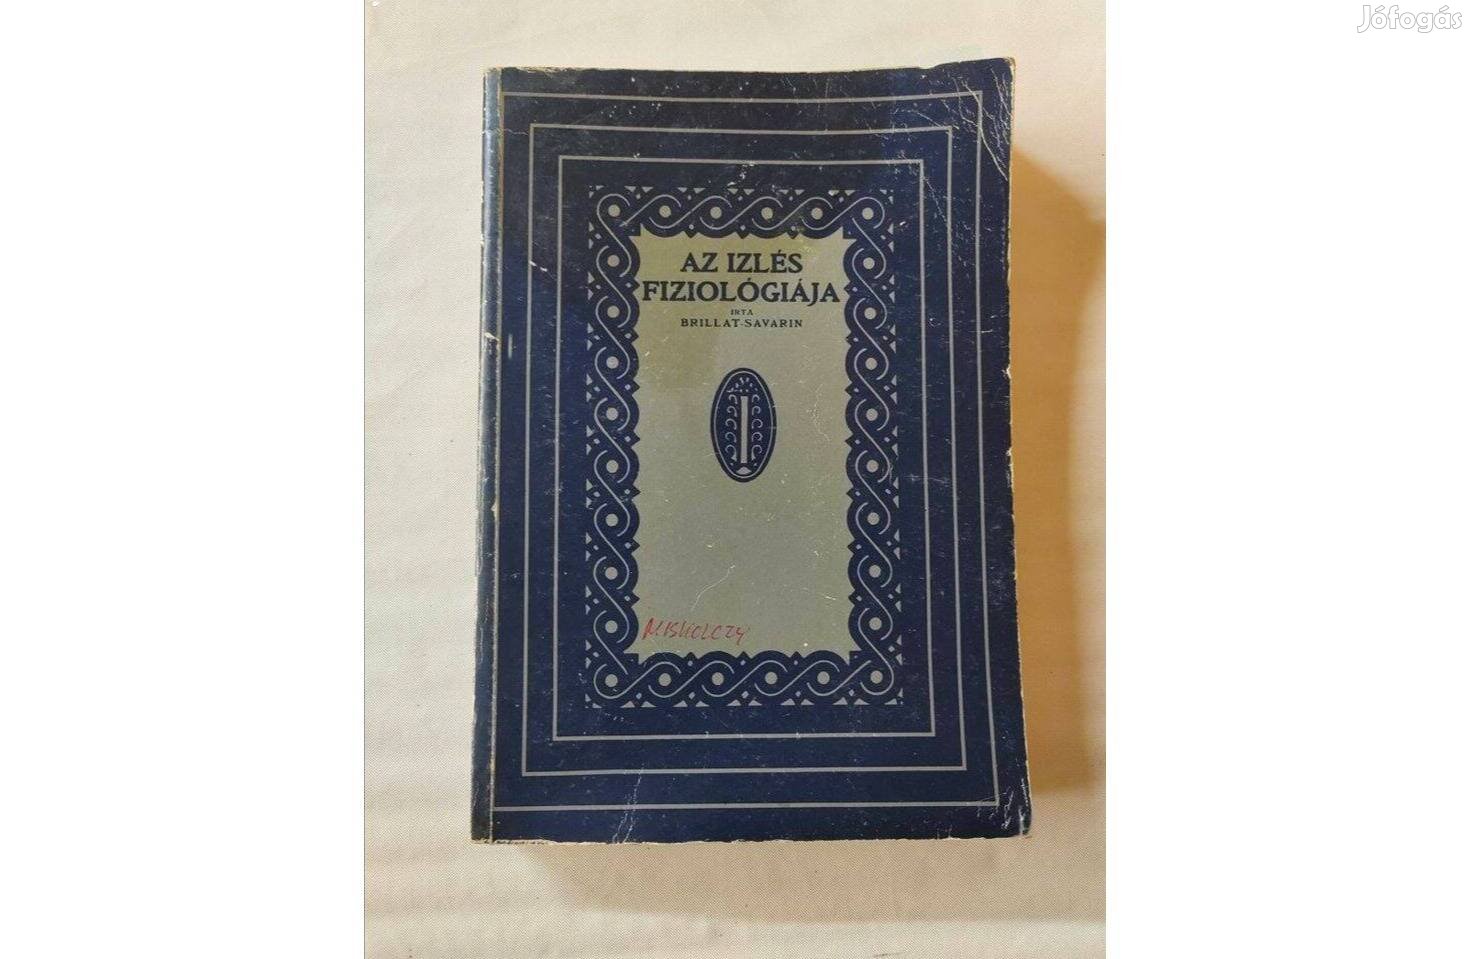 Jófogás
AZ IZLÉS
FIZIOLÓGIÁJA
IRTA
BRILLAT-SAVARIN
MISKOLCZY